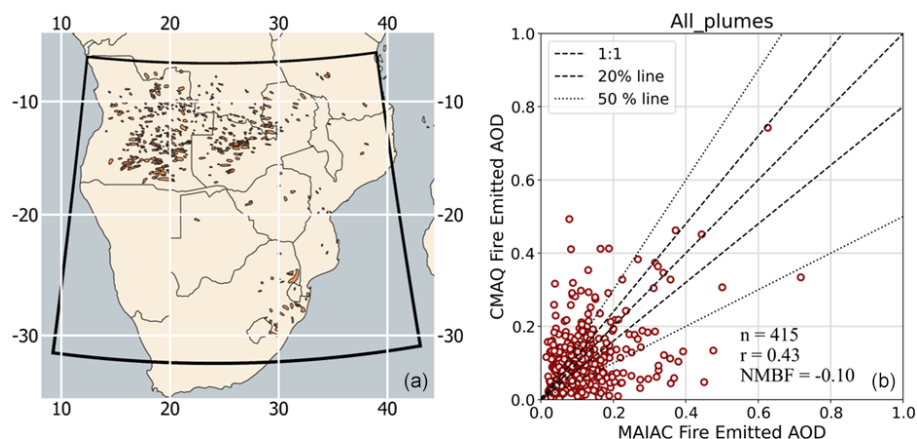 10 20 30 40
-10 -10
-20 -20
-30 -30
(a)
10 20 30 40
All_plumes
1:1
20% line
50 % line
CMAQ Fire Emitted AOD
1.0
0.8
0.6
0.4
0.2
0.0
n = 415
r = 0.43
NMBF = -0.10
(b)
0.0 0.2 0.4 0.6 0.8 1.0
MAIAC Fire Emitted AOD